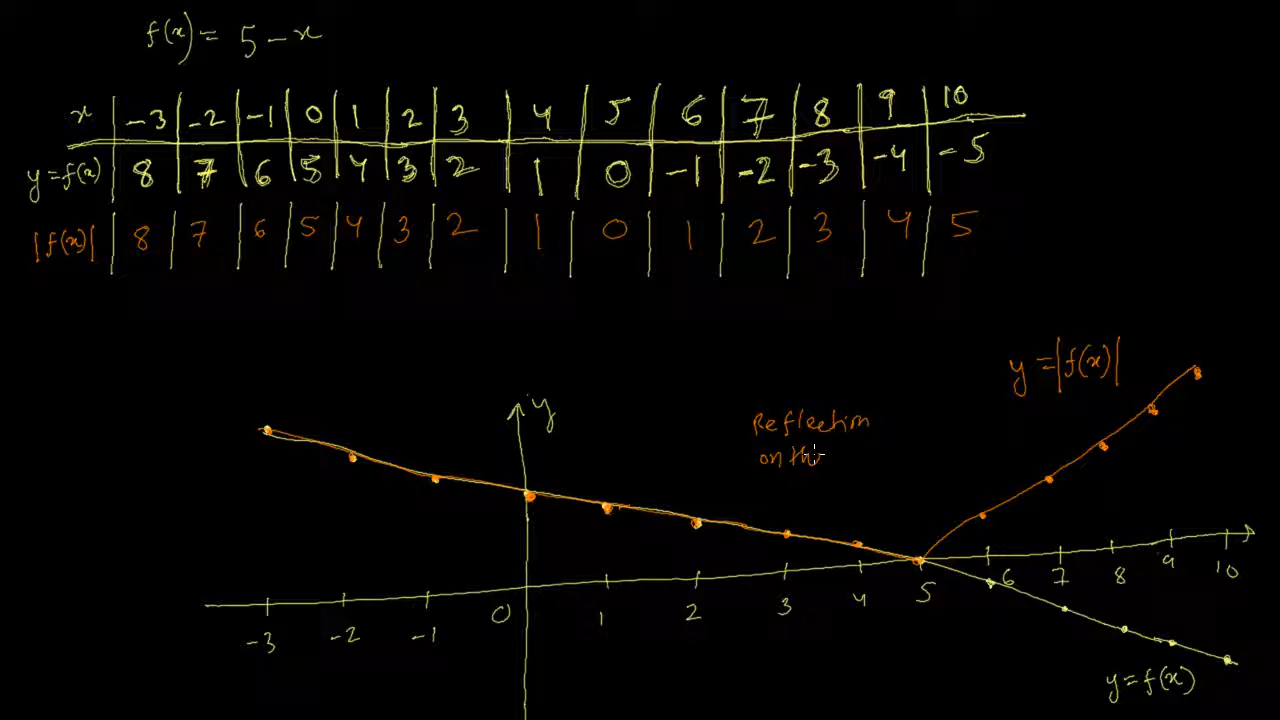 f(x) = 5 - x
x -3 -2 -1 0 1 2 3 4 5 6 7 8 9 10
y=f(x) 8 7 6 5 4 3 2 1 0 -1 -2 -3 -4 -5
|f(x)| 8 7 6 5 4 3 2 1 0 1 2 3 4 5
y = |f(x)|
y
Reflection
on th
-3 -2 -1 0 1 2 3 4 5 6 7 8 9 10
y = f(x)